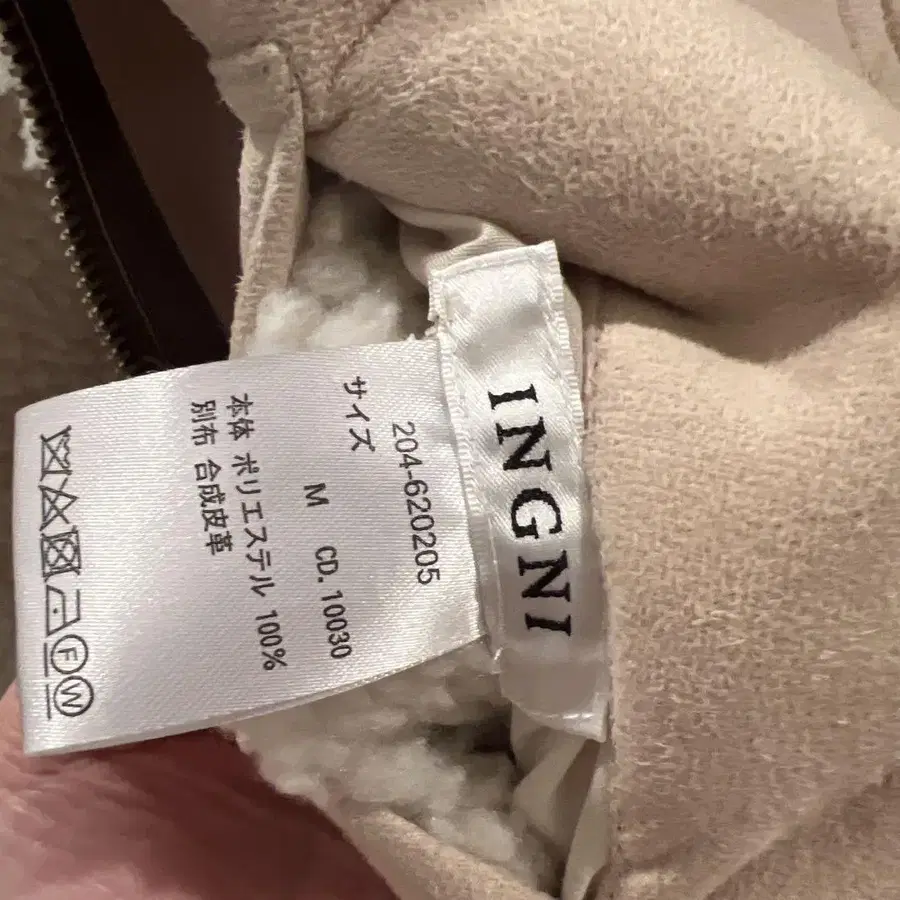 INGNI
204-620205
サイズ
M CD.10030
本体 ポリエステル 100%
別布 合成皮革
F W